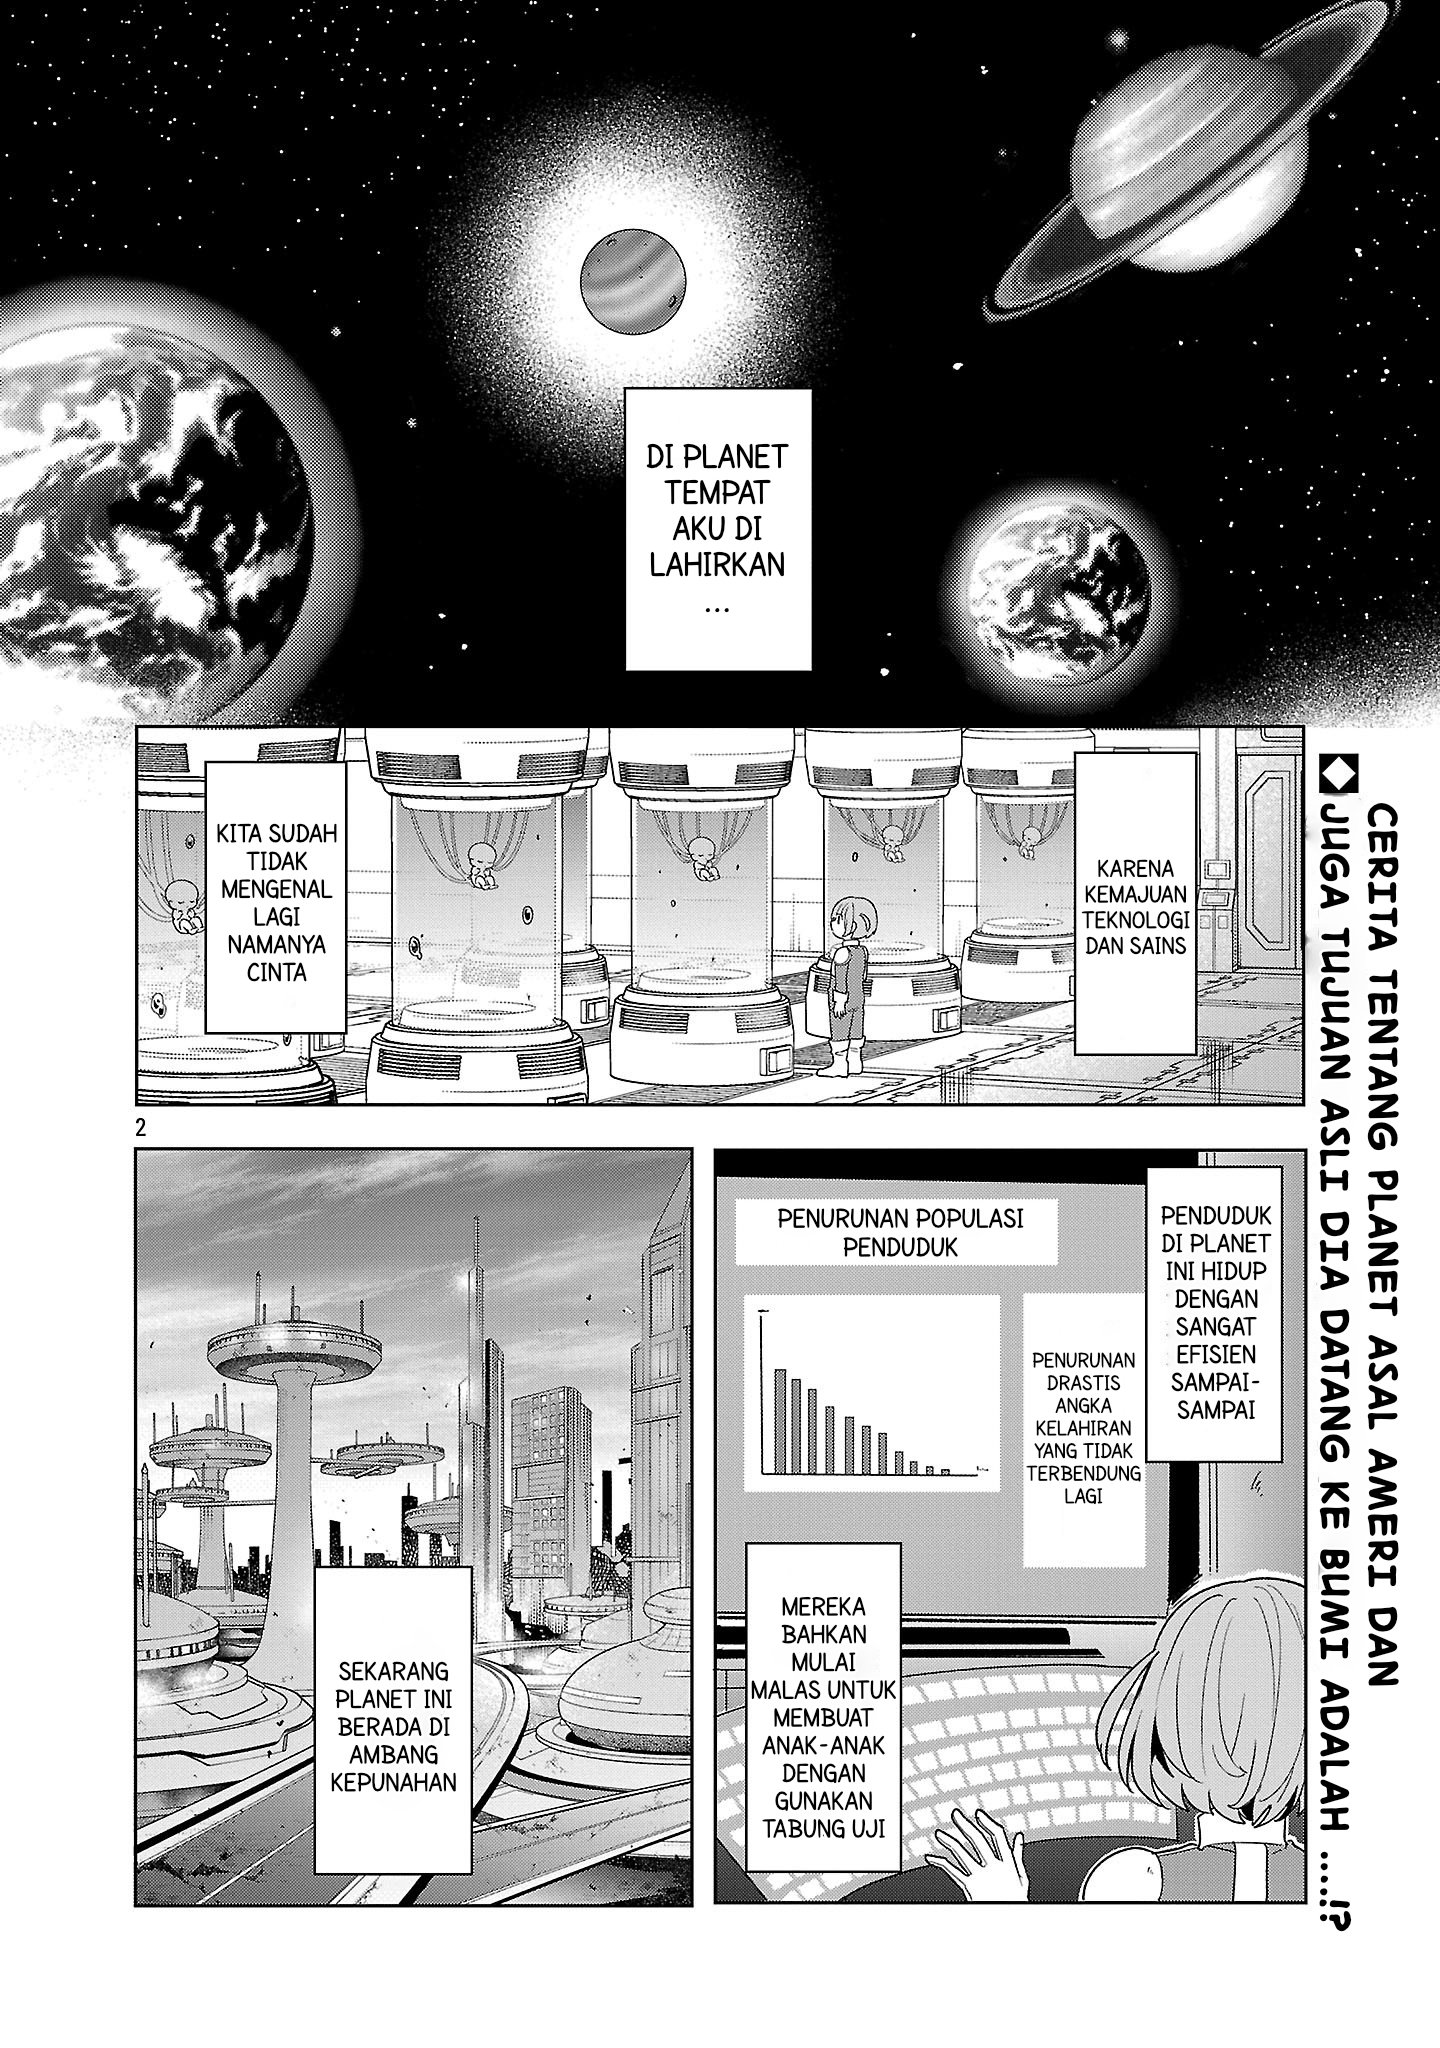 DI PLANET
TEMPAT
AKU DI
LAHIRKAN
...
KARENA
KEMAJUAN
TEKNOLOGI
DAN SAINS
KITA SUDAH
TIDAK
MENGENAL
LAGI
NAMANYA
CINTA
CERITA TENTANG PLANET ASAL AMERI DAN
JUGA TUJUAN ASLI DIA DATANG KE BUMI ADALAH .....!?
2
PENDUDUK
DI PLANET
INI HIDUP
DENGAN
SANGAT
EFISIEN
SAMPAI-
SAMPAI
PENURUNAN POPULASI
PENDUDUK
PENURUNAN
DRASTIS
ANGKA
KELAHIRAN
YANG TIDAK
TERBENDUNG
LAGI
MEREKA
BAHKAN
MULAI
MALAS UNTUK
MEMBUAT
ANAK-ANAK
DENGAN
GUNAKAN
TABUNG UJI
SEKARANG
PLANET INI
BERADA DI
AMBANG
KEPUNAHAN